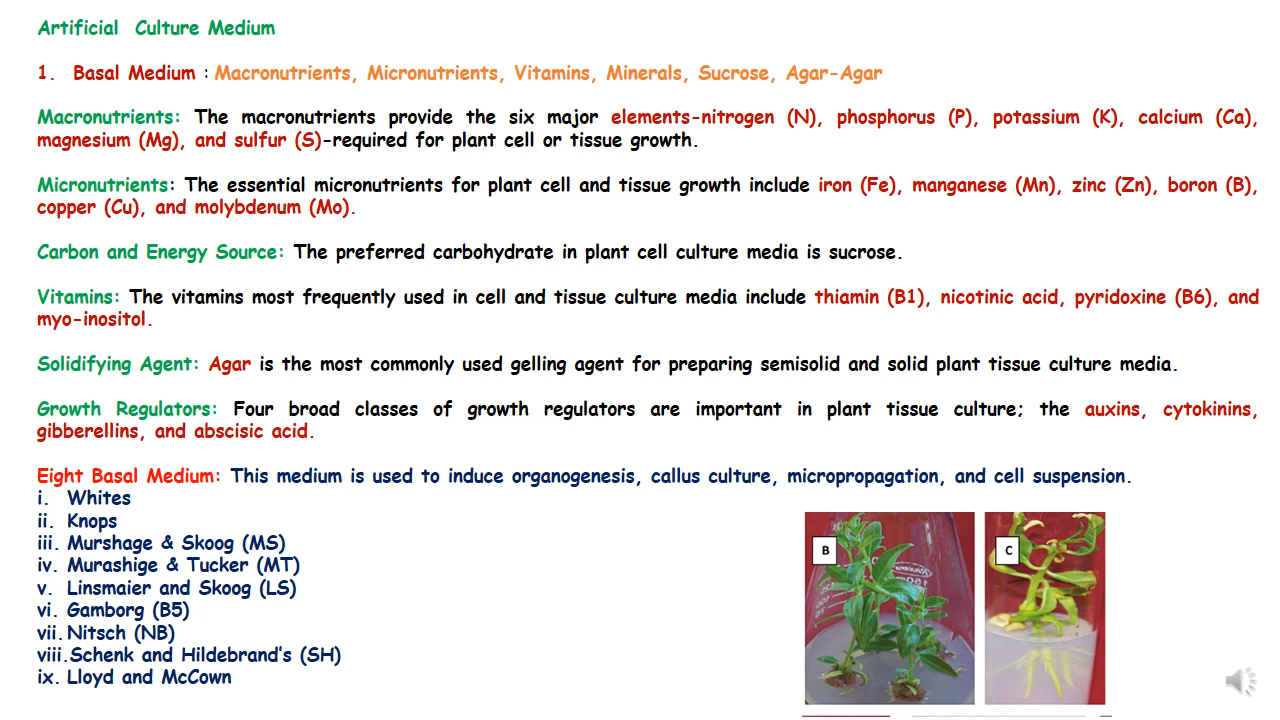 Artificial Culture Medium
1. Basal Medium : Macronutrients, Micronutrients, Vitamins, Minerals, Sucrose, Agar-Agar
Macronutrients: The macronutrients provide the six major elements-nitrogen (N), phosphorus (P), potassium (K), calcium (Ca),
magnesium (Mg), and sulfur (S)-required for plant cell or tissue growth.
Micronutrients: The essential micronutrients for plant cell and tissue growth include iron (Fe), manganese (Mn), zinc (Zn), boron (B),
copper (Cu), and molybdenum (Mo).
Carbon and Energy Source: The preferred carbohydrate in plant cell culture media is sucrose.
Vitamins: The vitamins most frequently used in cell and tissue culture media include thiamin (B1), nicotinic acid, pyridoxine (B6), and
myo-inositol.
Solidifying Agent: Agar is the most commonly used gelling agent for preparing semisolid and solid plant tissue culture media.
Growth Regulators: Four broad classes of growth regulators are important in plant tissue culture; the auxins, cytokinins,
gibberellins, and abscisic acid.
Eight Basal Medium: This medium is used to induce organogenesis, callus culture, micropropagation, and cell suspension.
i. Whites
ii. Knops
iii. Murshage & Skoog (MS)
iv. Murashige & Tucker (MT)
v. Linsmaier and Skoog (LS)
vi. Gamborg (B5)
vii. Nitsch (NB)
viii. Schenk and Hildebrand's (SH)
ix. Lloyd and McCown
B
C